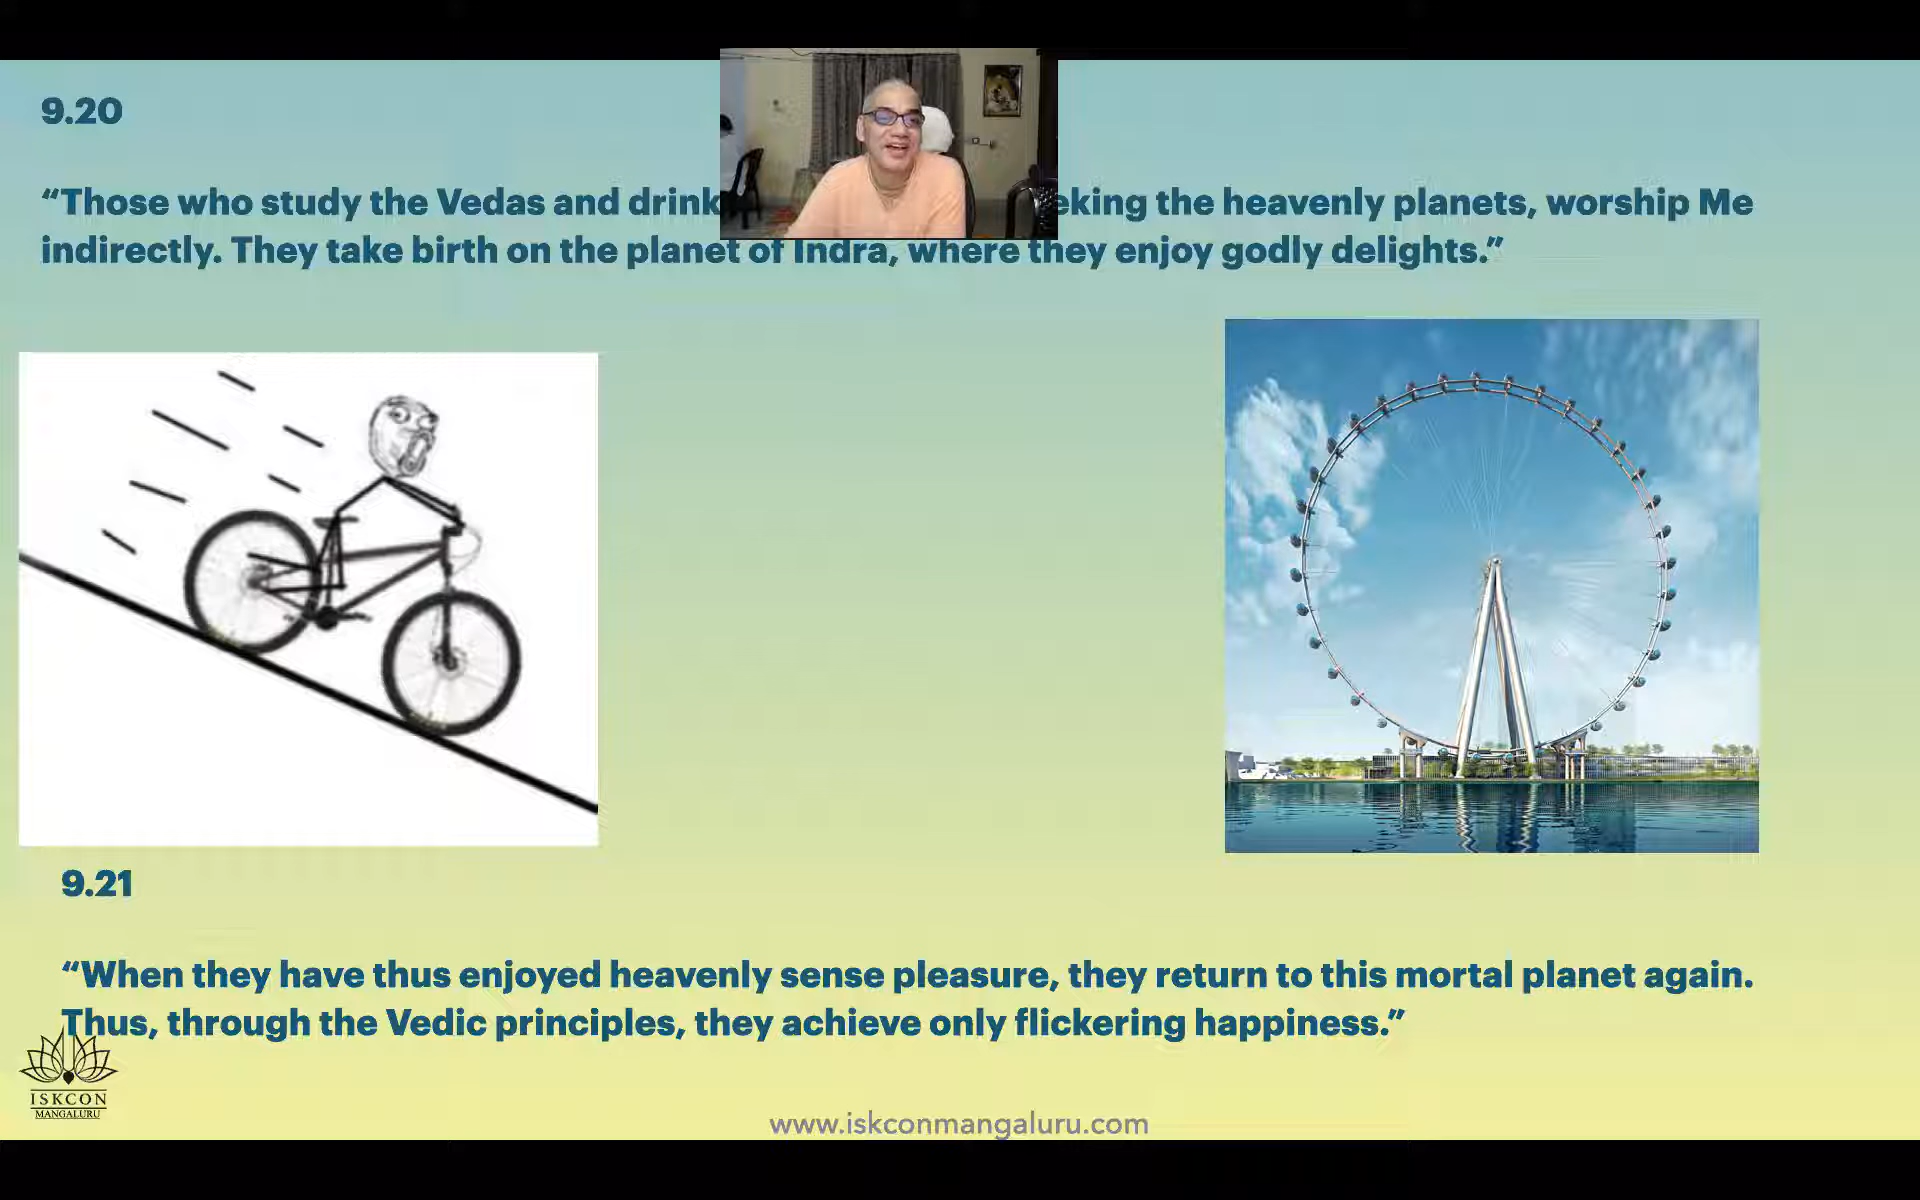 9.20
“Those who study the Vedas and drink the heavenly planets, worship Me
indirectly. They take birth on the planet of Indra, where they enjoy godly delights.”
9.21
“When they have thus enjoyed heavenly sense pleasure, they return to this mortal planet again.
Thus, through the Vedic principles, they achieve only flickering happiness.”
ISKCON
MANGALURU
www.iskconmangaluru.com